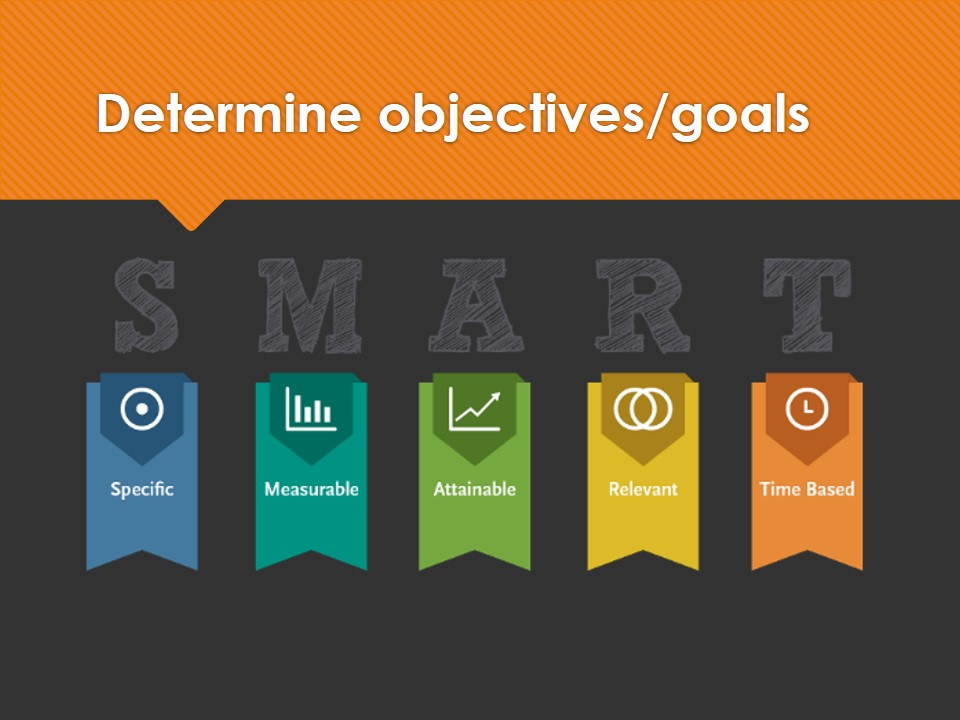 Determine objectives/goals
S M A R T
Specific Measurable Attainable Relevant Time Based